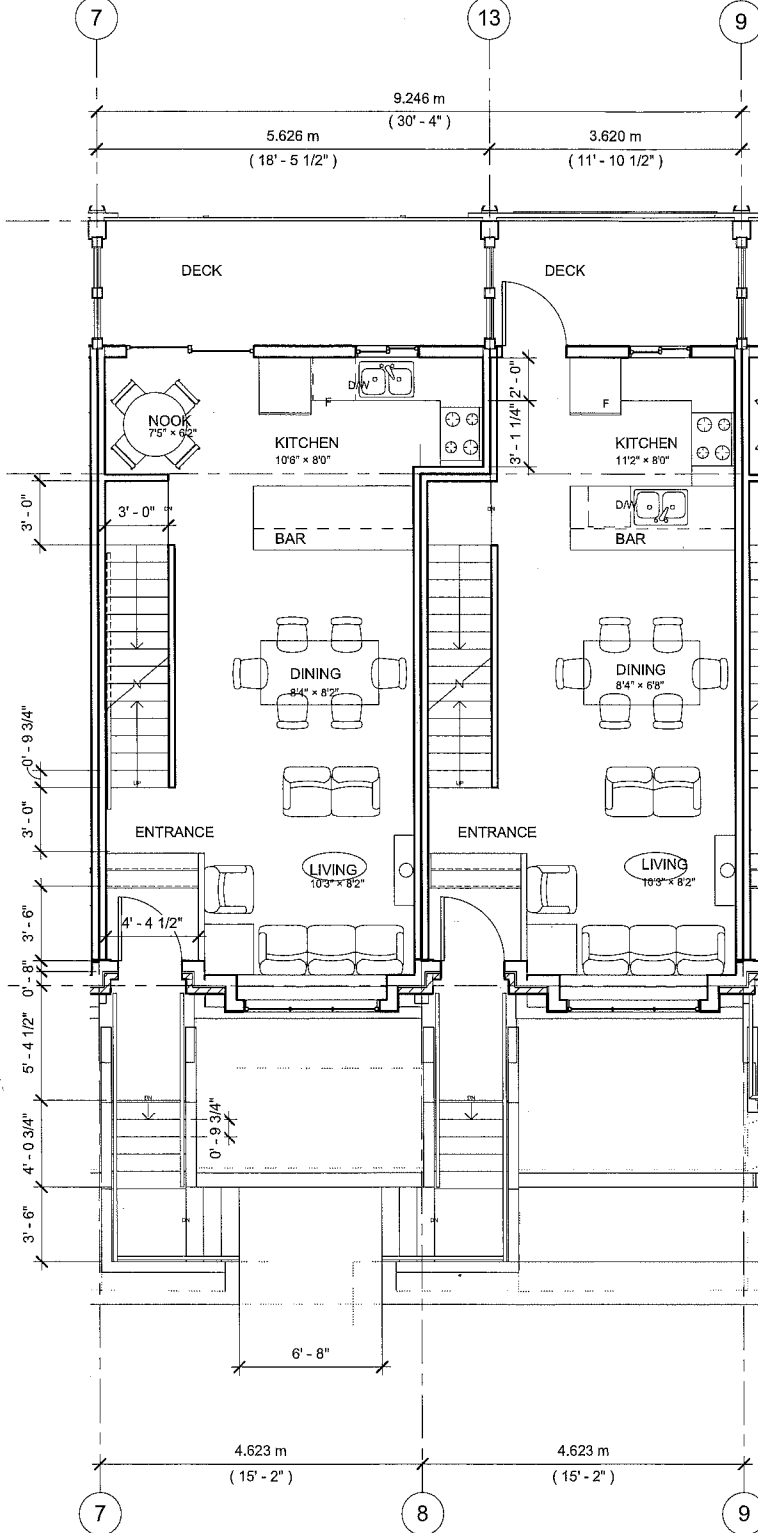 7
13
9
9.246 m
( 30' - 4" )
5.626 m
3.620 m
( 18' - 5 1/2" )
( 11' - 10 1/2" )
DECK
DECK
D/W
F
F
2' - 0"
3' - 1 1/4"
NOOK
7'5" × 6'2"
KITCHEN
10'6" × 8'0"
KITCHEN
11'2" × 8'0"
3' - 0"
3' - 0"
DN
D/W
BAR
BAR
DINING
8'4" × 8'2"
DINING
8'4" × 6'8"
0' - 9 3/4"
UP
UP
3' - 0"
ENTRANCE
ENTRANCE
LIVING
10'3" × 8'2"
LIVING
10'3" × 8'2"
3' - 6"
4' - 4 1/2"
0' - 8"
5' - 4 1/2"
DN
DN
0' - 9 3/4"
4' - 0 3/4"
3' - 6"
DN
DN
6' - 8"
4.623 m
4.623 m
( 15' - 2" )
( 15' - 2" )
7
8
9